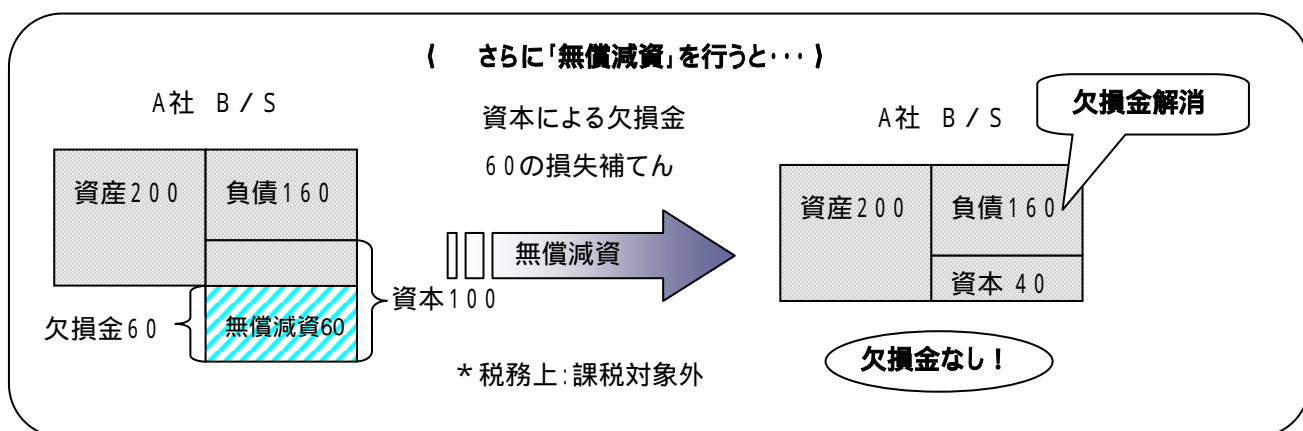 { さらに「無償減資」を行うと・・・}
A社 B/S
資産200
負債160
欠損金60
無償減資60
資本100
資本による欠損金
60の損失補てん
無償減資
*税務上:課税対象外
A社 B/S
欠損金解消
資産200
負債160
資本 40
欠損金なし!